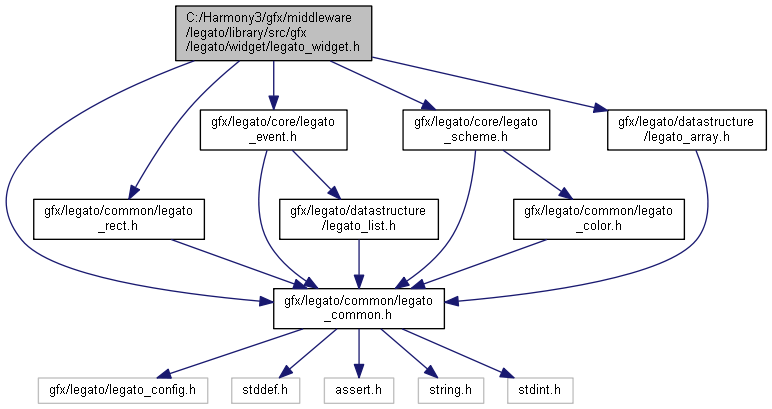 C:/Harmony3/gfx/middleware
/legato/library/src/gfx
/legato/widget/legato_widget.h
gfx/legato/core/legato
_event.h
gfx/legato/core/legato
_scheme.h
gfx/legato/datastructure
/legato_array.h
gfx/legato/common/legato
_rect.h
gfx/legato/datastructure
/legato_list.h
gfx/legato/common/legato
_color.h
gfx/legato/common/legato
_common.h
gfx/legato/legato_config.h
stddef.h
assert.h
string.h
stdint.h